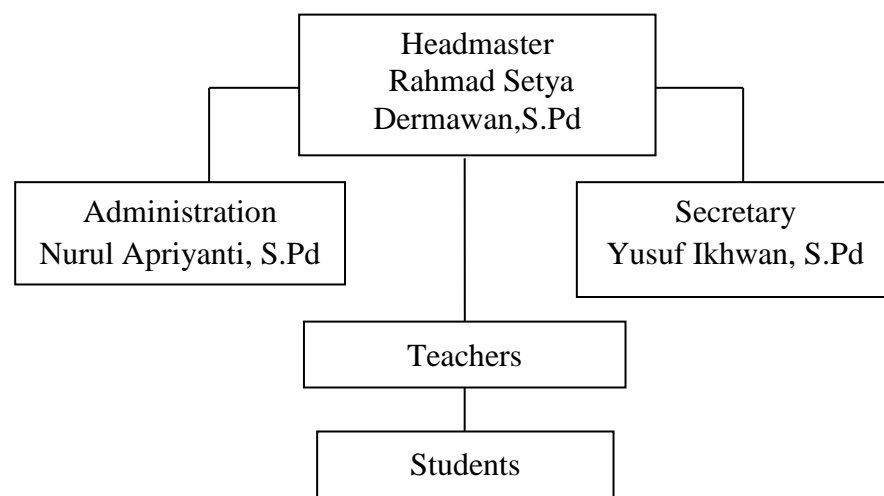 Headmaster
Rahmad Setya
Dermawan,S.Pd
Administration
Nurul Apriyanti, S.Pd
Secretary
Yusuf Ikhwan, S.Pd
Teachers
Students